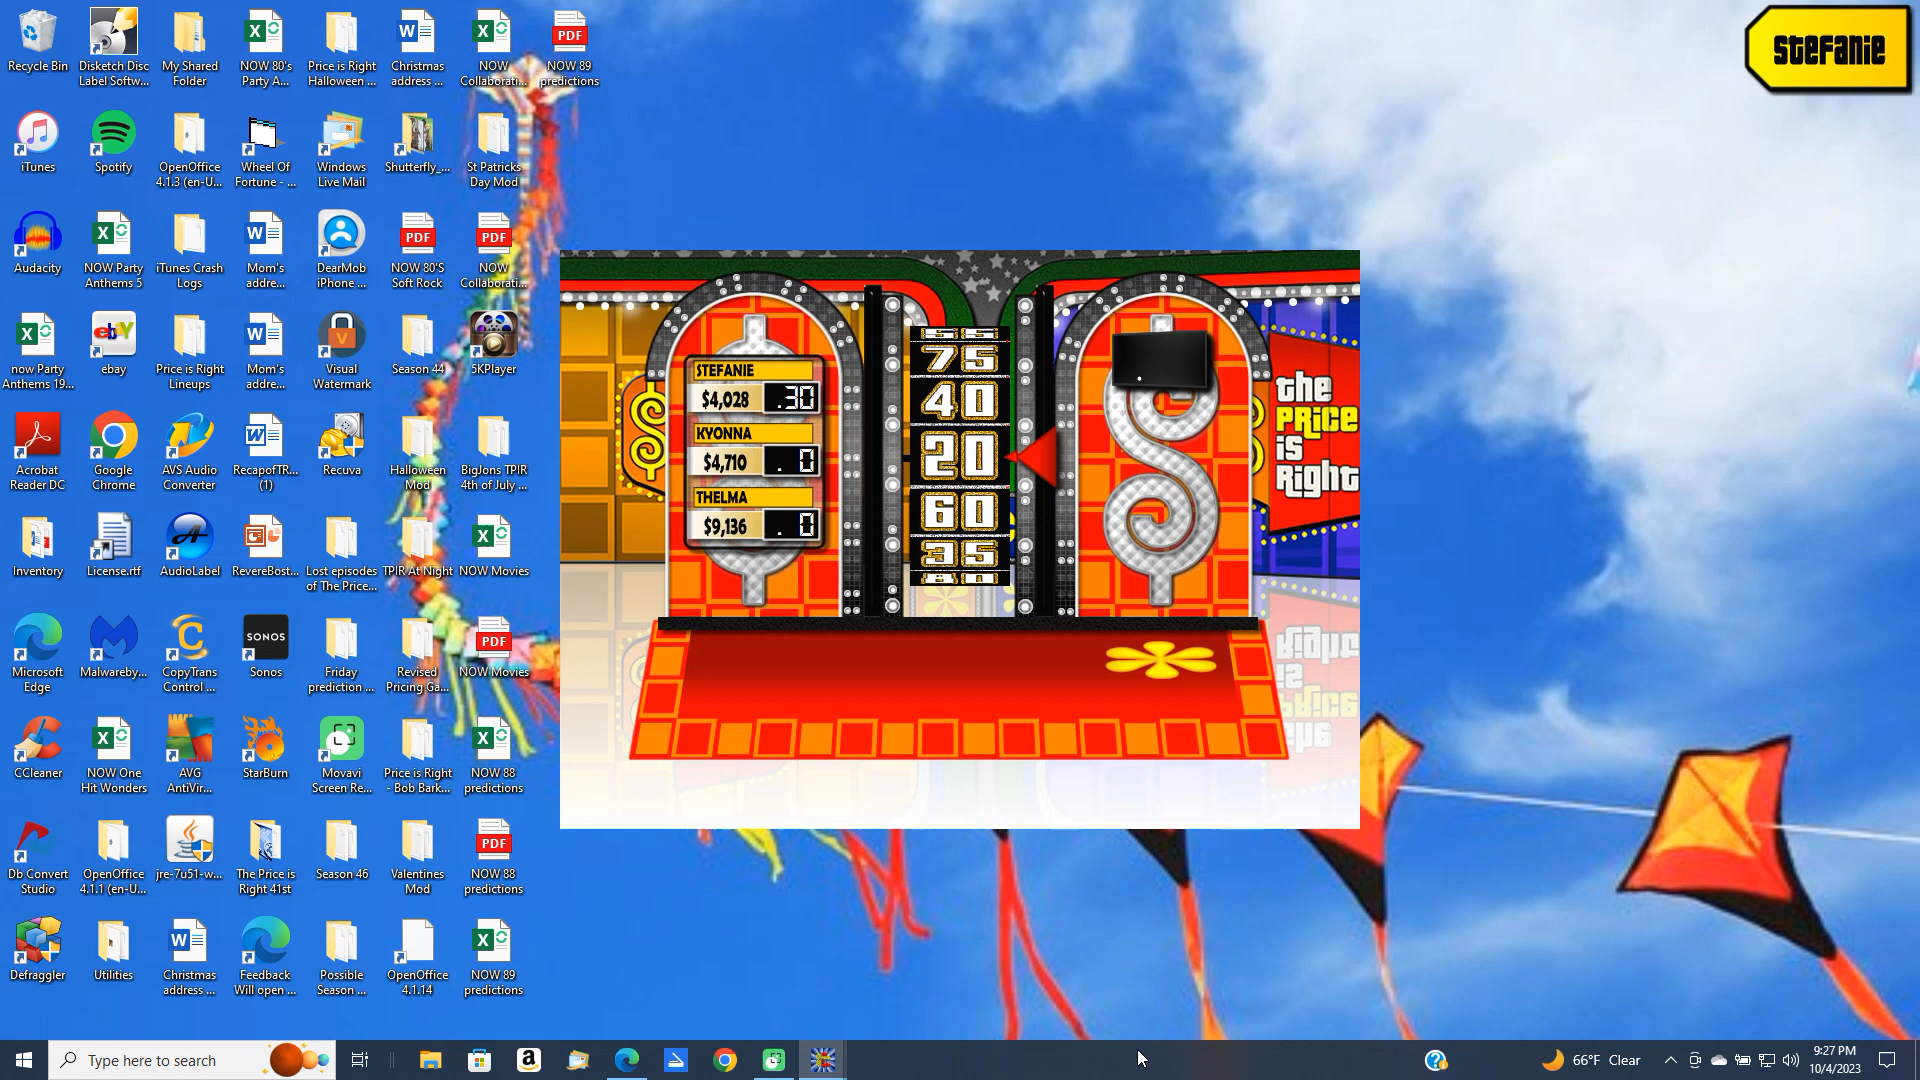 Recycle Bin
Disketch Disc
Label Softw...
My Shared
Folder
NOW 80's
Party A...
Price is Right
Halloween ...
Christmas
address ...
NOW
Collaborati...
PDF
NOW 89
predictions
stefanie
iTunes
Spotify
OpenOffice
4.1.3 (en-U...
Wheel Of
Fortune - ...
Windows
Live Mail
Shutterfly_...
St Patricks
Day Mod
Audacity
NOW Party
Anthems 5
iTunes Crash
Logs
Mom's
addre...
DearMob
iPhone ...
PDF
NOW 80'S
Soft Rock
PDF
NOW
Collaborati...
now Party
Anthems 19...
ebay
ebay
Price is Right
Lineups
Mom's
addre...
Visual
Watermark
Season 44
5KPlayer
Acrobat
Reader DC
Google
Chrome
AVS Audio
Converter
RecapofTR...
(1)
Recuva
Halloween
Mod
BigJons TPIR
4th of July ...
Inventory
License.rtf
AudioLabel
RevereBost...
Lost episodes
of The Price...
TPIR At Night
NOW Movies
Microsoft
Edge
Malwareby...
CopyTrans
Control ...
SONOS
Sonos
Friday
prediction ...
Revised
Pricing Ga...
PDF
NOW Movies
CCleaner
NOW One
Hit Wonders
AVG
AntiVir...
StarBurn
Movavi
Screen Re...
Price is Right
- Bob Bark...
NOW 88
predictions
Db Convert
Studio
OpenOffice
4.1.1 (en-U...
jre-7u51-w...
The Price is
Right 41st
Season 46
Valentines
Mod
PDF
NOW 88
predictions
Defraggler
Utilities
Christmas
address ...
Feedback
Will open ...
Possible
Season ...
OpenOffice
4.1.14
NOW 89
predictions
STEFANIE
$4,028 .30
KYONNA
$4,710 . 0
THELMA
$9,136 . 0
55
75
40
20
60
35
the
PRICE
is
Right
Type here to search
66°F Clear
9:27 PM
10/4/2023